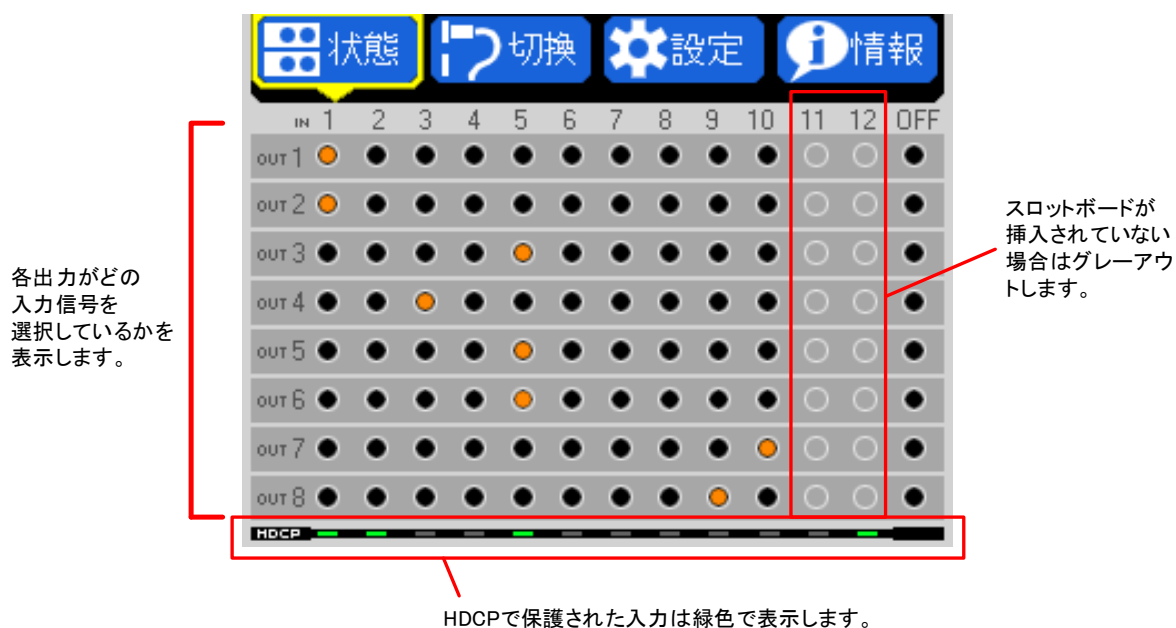 状態 切換 設定 情報
IN 1 2 3 4 5 6 7 8 9 10 11 12 OFF
OUT 1
OUT 2
OUT 3
OUT 4
OUT 5
OUT 6
OUT 7
OUT 8
HDCP
各出力がどの
入力信号を
選択しているかを
表示します。
スロットボードが
挿入されていない
場合はグレーアウ
トします。
HDCPで保護された入力は緑色で表示します。